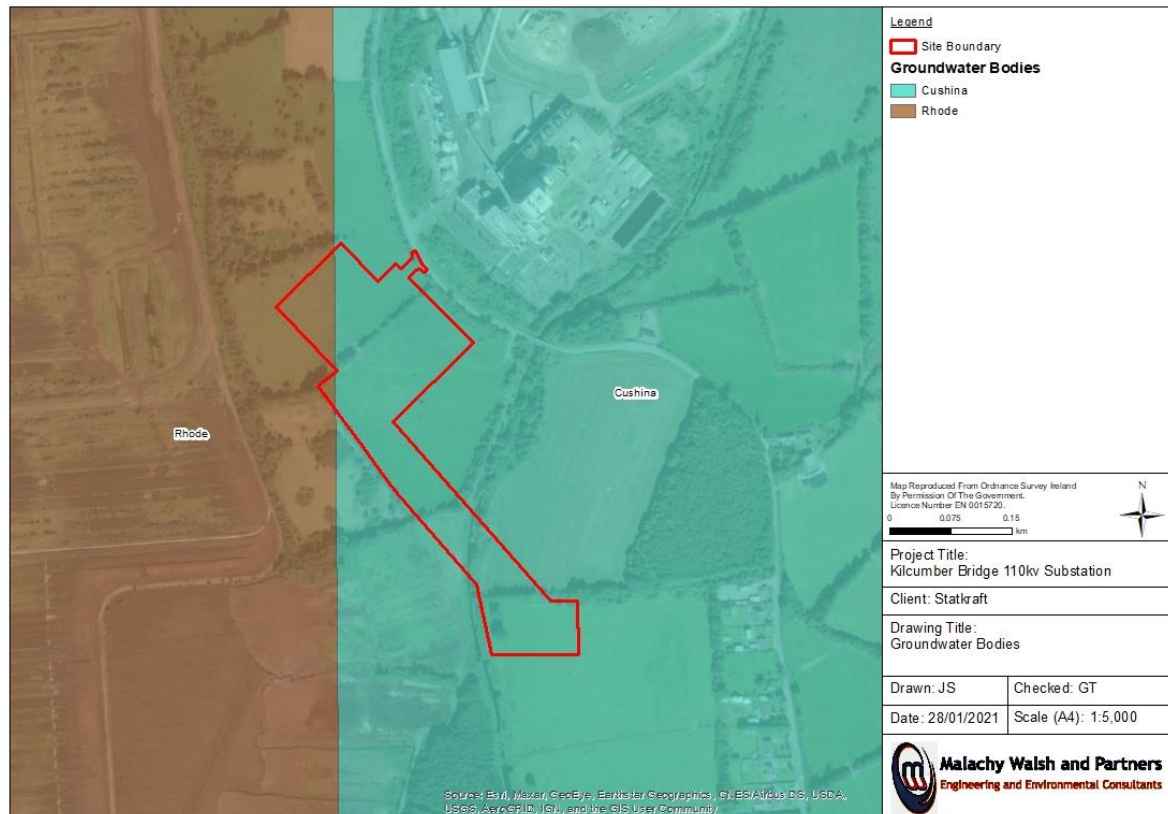 Legend
Site Boundary
Groundwater Bodies
Cushina
Rhode
Cushina
Rhode
Map Reproduced From Ordnance Survey Ireland
By Permission Of The Government.
Licence Number EN 0015720.
N
0 0.075 0.15
km
Project Title:
Kilcumber Bridge 110kv Substation
Client: Statkraft
Drawing Title:
Groundwater Bodies
Drawn: JS
Checked: GT
Date: 28/01/2021
Scale (A4): 1:5,000
Malachy Walsh and Partners
Engineering and Environmental Consultants
Source: Esri, Maxar, GeoEye, Earthstar Geographics, CNES/Airbus DS, USDA,
USGS, AeroGRID, IGN, and the GIS User Community